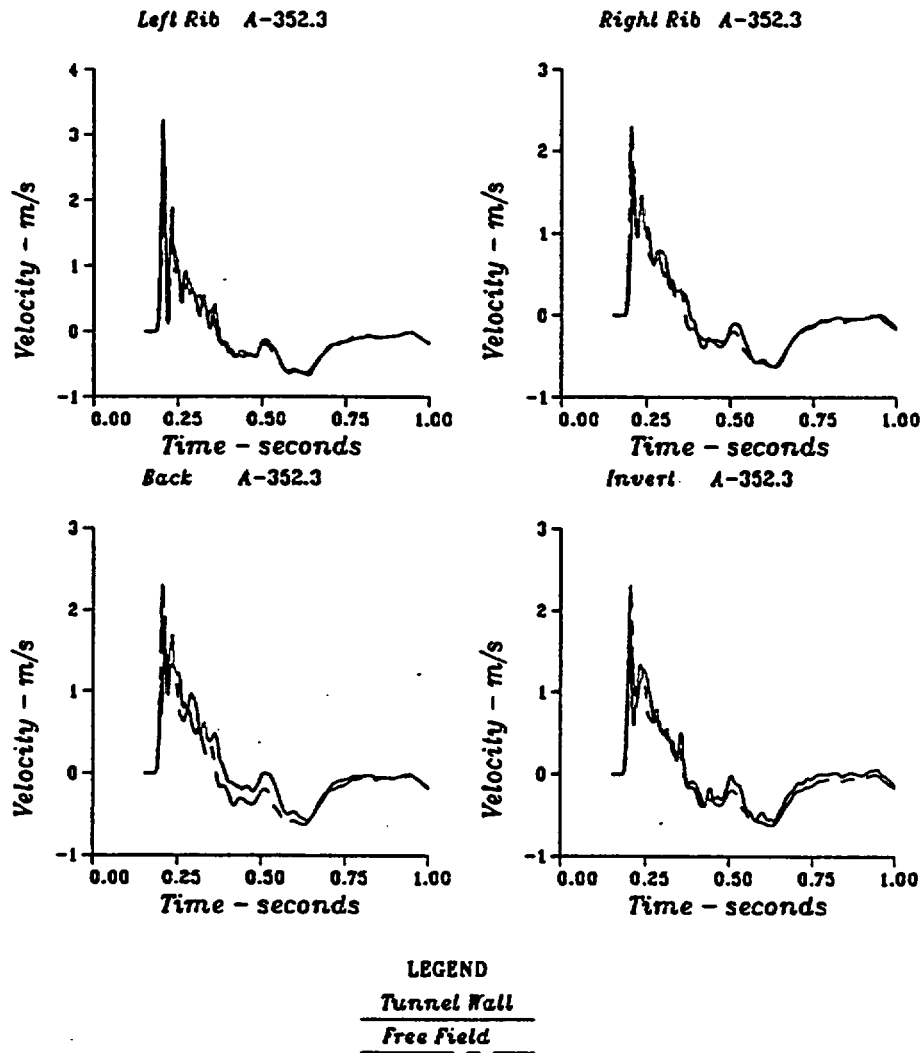 Left Rib A-352.3
Right Rib A-352.3
4
3
2
1
0
-1
Velocity - m/s
0.00 0.25 0.50 0.75 1.00
Time - seconds
3
2
1
0
-1
Velocity - m/s
0.00 0.25 0.50 0.75 1.00
Time - seconds
Back A-352.3
Invert A-352.3
3
2
1
0
-1
Velocity - m/s
0.00 0.25 0.50 0.75 1.00
Time - seconds
3
2
1
0
-1
Velocity - m/s
0.00 0.25 0.50 0.75 1.00
Time - seconds
LEGEND
Tunnel Wall
Free Field